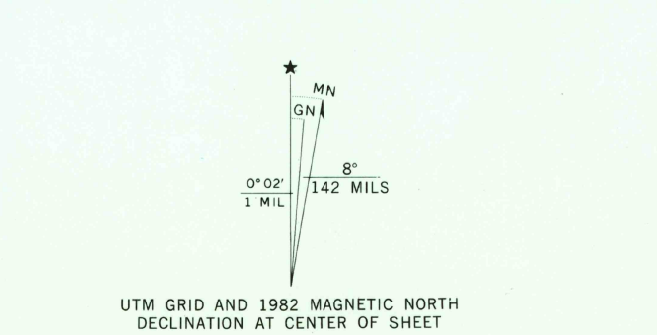 ★
MN
GN
0°02'
1 MIL
8°
142 MILS
UTM GRID AND 1982 MAGNETIC NORTH
DECLINATION AT CENTER OF SHEET